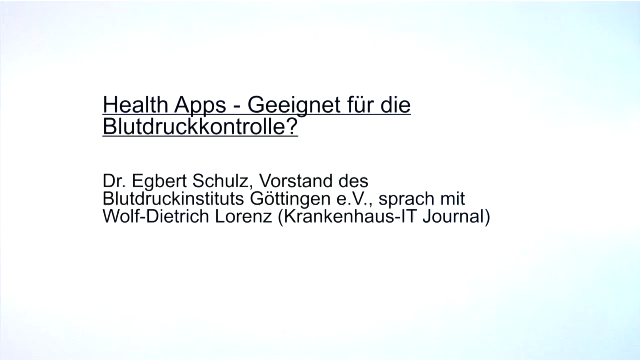 Health Apps - Geeignet für die
Blutdruckkontrolle?
Dr. Egbert Schulz, Vorstand des
Blutdruckinstituts Göttingen e.V., sprach mit
Wolf-Dietrich Lorenz (Krankenhaus-IT Journal)